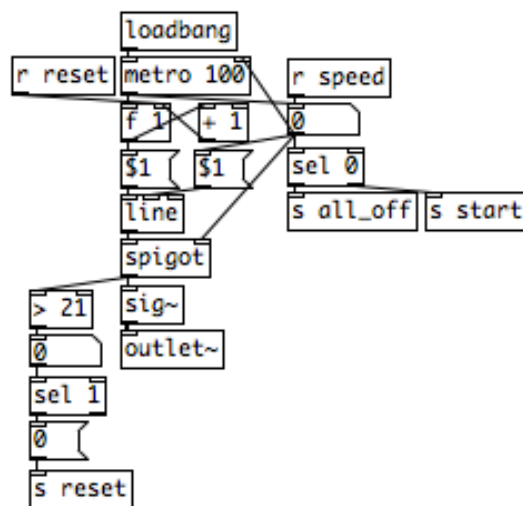 loadbang
r reset
metro 100
r speed
f 1
+ 1
0
$1
$1
sel 0
line
s all_off
s start
spigot
> 21
sig~
0
outlet~
sel 1
0
s reset